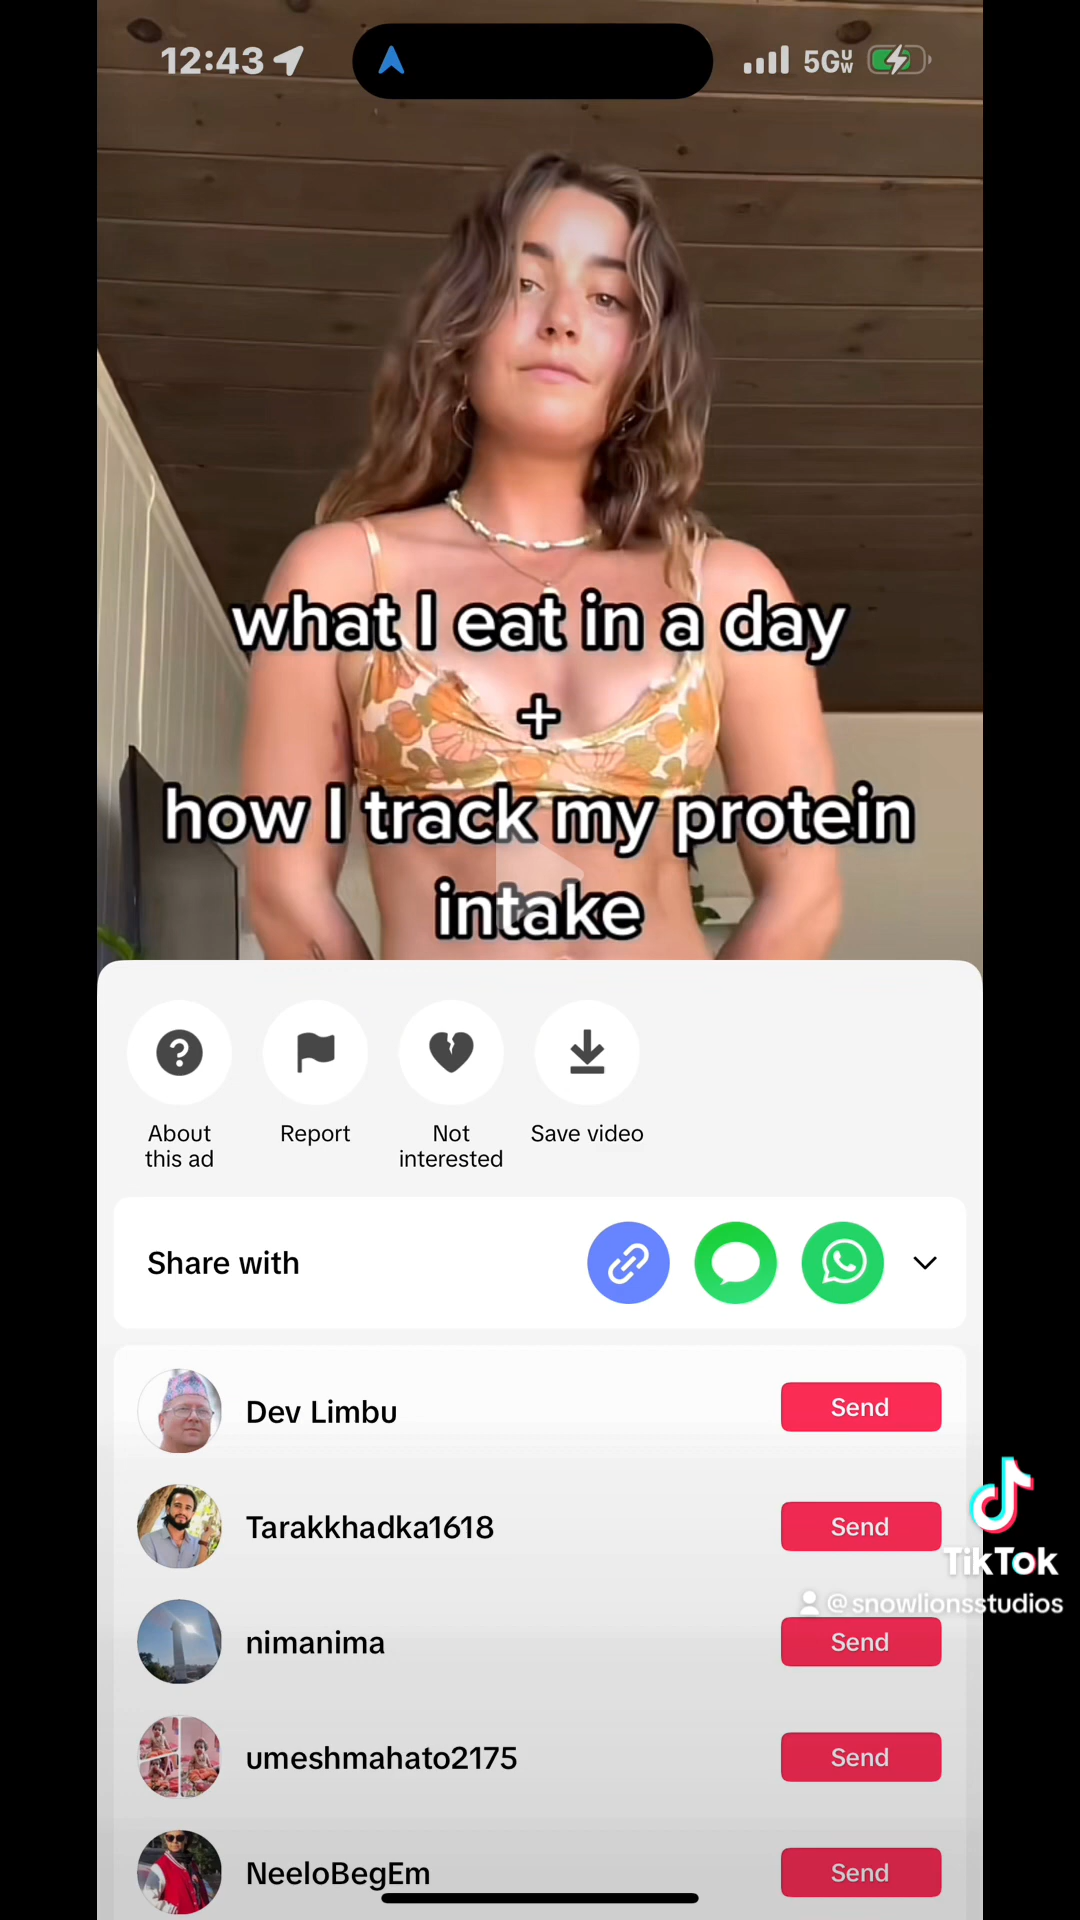 12:43
5G UW
what I eat in a day
+
how I track my protein
intake
About
this ad
Report
Not
interested
Save video
Share with
Dev Limbu
Send
Tarakkhadka1618
Send
TikTok
@snowlionsstudios
nimanima
Send
umeshmahato2175
Send
NeeloBegEm
Send